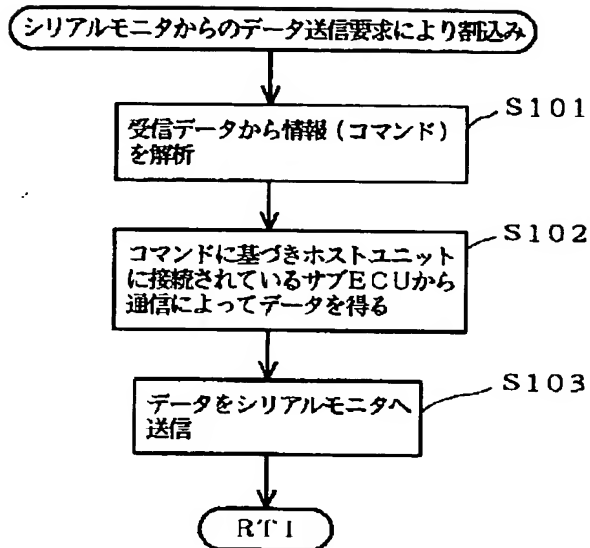 シリアルモニタからのデータ送信要求により割込み
S101
受信データから情報(コマンド)
を解析
S102
コマンドに基づきホストユニット
に接続されているサブECUから
通信によってデータを得る
S103
データをシリアルモニタへ
送信
RTI